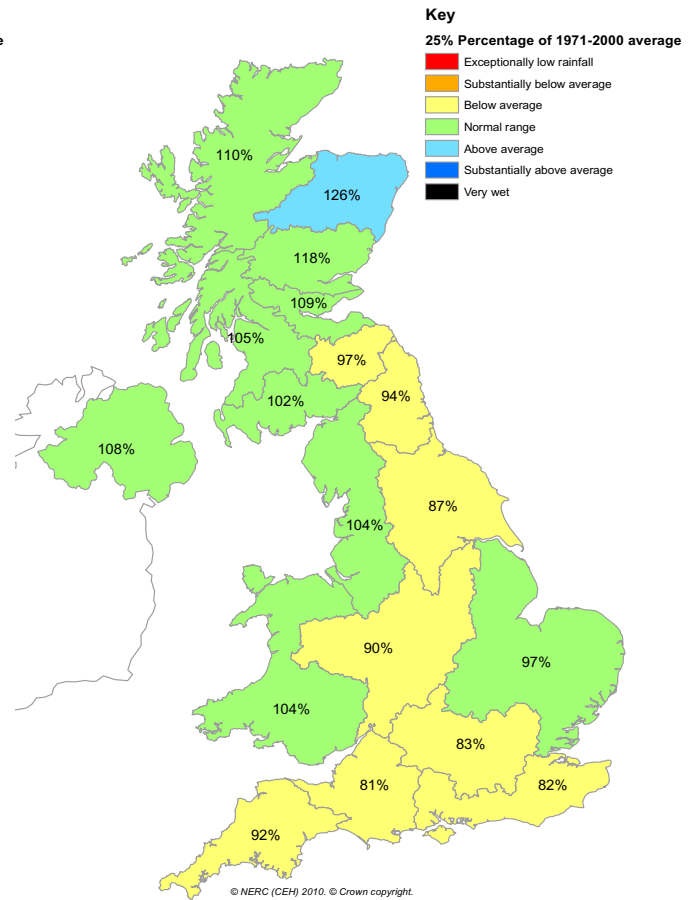 Key
e
25% Percentage of 1971-2000 average
Exceptionally low rainfall
Substantially below average
Below average
Normal range
Above average
Substantially above average
Very wet
110%
126%
118%
109%
105%
97%
94%
102%
108%
87%
104%
90%
97%
104%
83%
81%
82%
92%
© NERC (CEH) 2010. © Crown copyright.